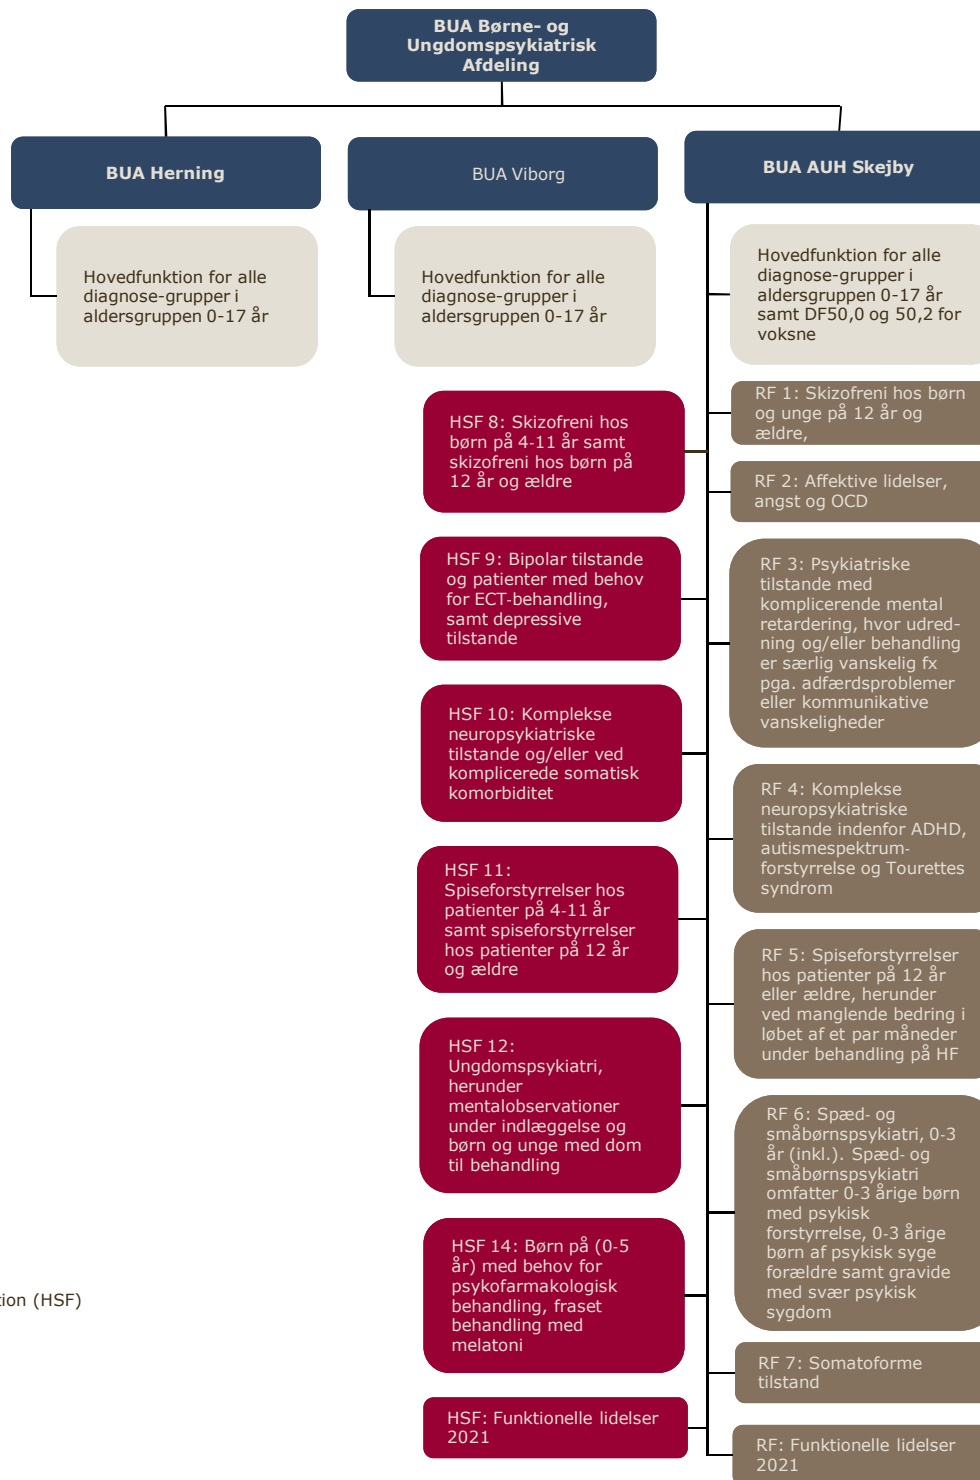 BUA Børne- og
Ungdomspsykiatrisk
Afdeling
BUA Herning
BUA Viborg
BUA AUH Skejby
Hovedfunktion for alle
diagnose-grupper i
aldersgruppen 0-17 år
Hovedfunktion for alle
diagnose-grupper i
aldersgruppen 0-17 år
Hovedfunktion for alle
diagnose-grupper i
aldersgruppen 0-17 år
samt DF50,0 og 50,2 for
voksne
HSF 8: Skizofreni hos
børn på 4-11 år samt
skizofreni hos børn på
12 år og ældre
HSF 9: Bipolar tilstande
og patienter med behov
for ECT-behandling,
samt depressive
tilstande
HSF 10: Komplekse
neuropsykiatriske
tilstande og/eller ved
komplicerede somatisk
komorbiditet
HSF 11:
Spiseforstyrrelser hos
patienter på 4-11 år
samt spiseforstyrrelser
hos patienter på 12 år
og ældre
HSF 12:
Ungdomspsykiatri,
herunder
mentalobservationer
under indlæggelse og
børn og unge med dom
til behandling
HSF 14: Børn på (0-5
år) med behov for
psykofarmakologisk
behandling, fraset
behandling med
melatoni
HSF: Funktionelle lidelser
2021
RF 1: Skizofreni hos børn
og unge på 12 år og
ældre,
RF 2: Affektive lidelser,
angst og OCD
RF 3: Psykiatriske
tilstande med
komplicerende mental
retardering, hvor udred-
ning og/eller behandling
er særlig vanskelig fx
pga. adfærdsproblemer
eller kommunikative
vanskeligheder
RF 4: Komplekse
neuropsykiatriske
tilstande indenfor ADHD,
autismespektrum-
forstyrrelse og Tourettes
syndrom
RF 5: Spiseforstyrrelser
hos patienter på 12 år
eller ældre, herunder
ved manglende bedring i
løbet af et par måneder
under behandling på HF
RF 6: Spæd- og
småbørnspsykiatri, 0-3
år (inkl.). Spæd- og
småbørnspsykiatri
omfatter 0-3 årige børn
med psykisk
forstyrrelse, 0-3 årige
børn af psykisk syge
forældre samt gravide
med svær psykisk
sygdom
RF 7: Somatoforme
tilstand
RF: Funktionelle lidelser
2021
tion (HSF)